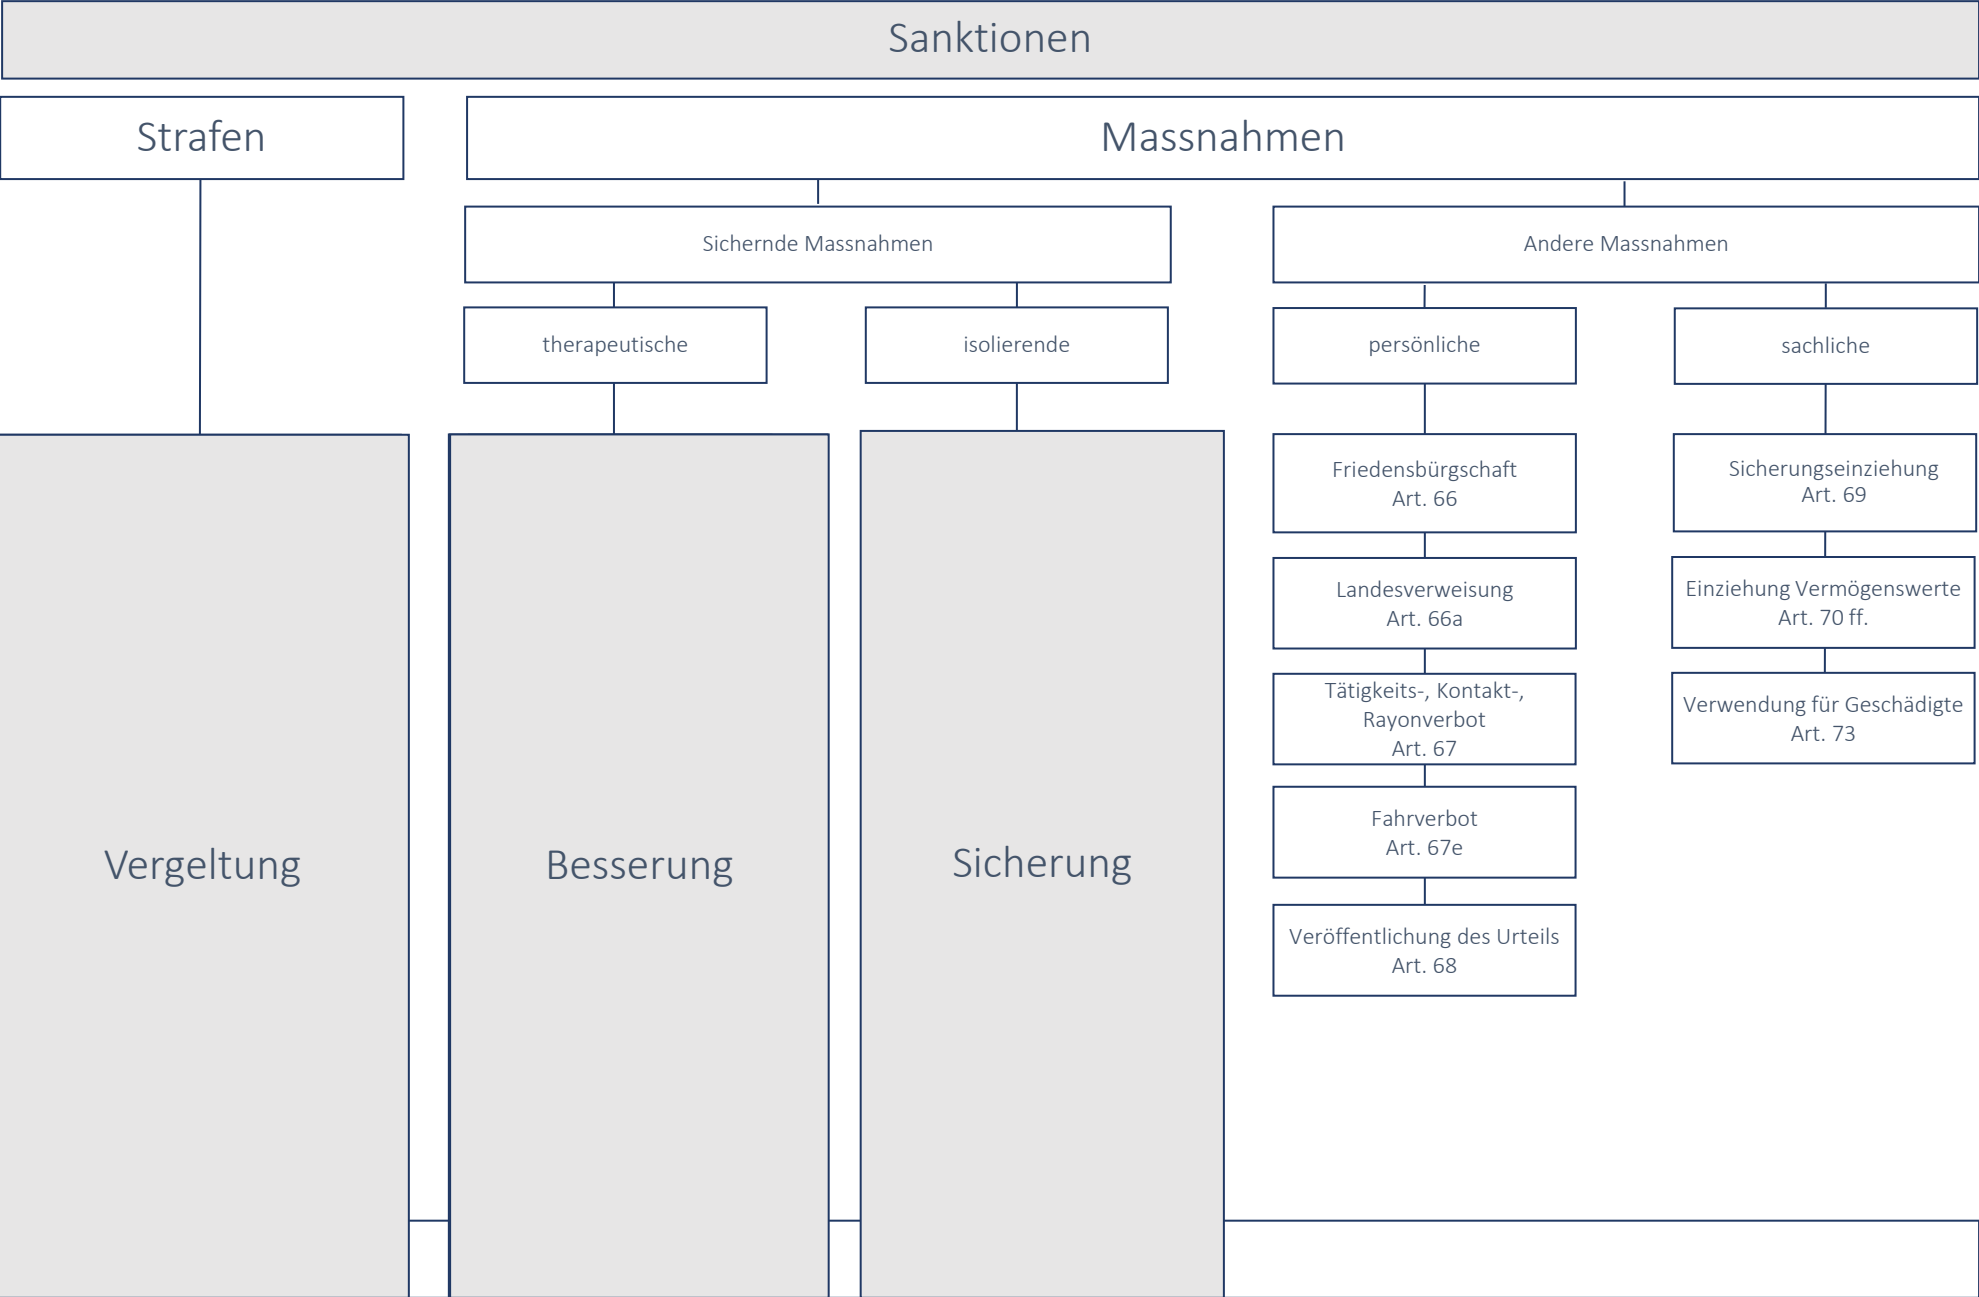 Sanktionen
Strafen
Massnahmen
Sichernde Massnahmen
Andere Massnahmen
therapeutische
isolierende
persönliche
sachliche
Vergeltung
Besserung
Sicherung
Friedensbürgschaft
Art. 66
Landesverweisung
Art. 66a
Tätigkeits-, Kontakt-,
Rayonverbot
Art. 67
Fahrverbot
Art. 67e
Veröffentlichung des Urteils
Art. 68
Sicherungseinziehung
Art. 69
Einziehung Vermögenswerte
Art. 70 ff.
Verwendung für Geschädigte
Art. 73